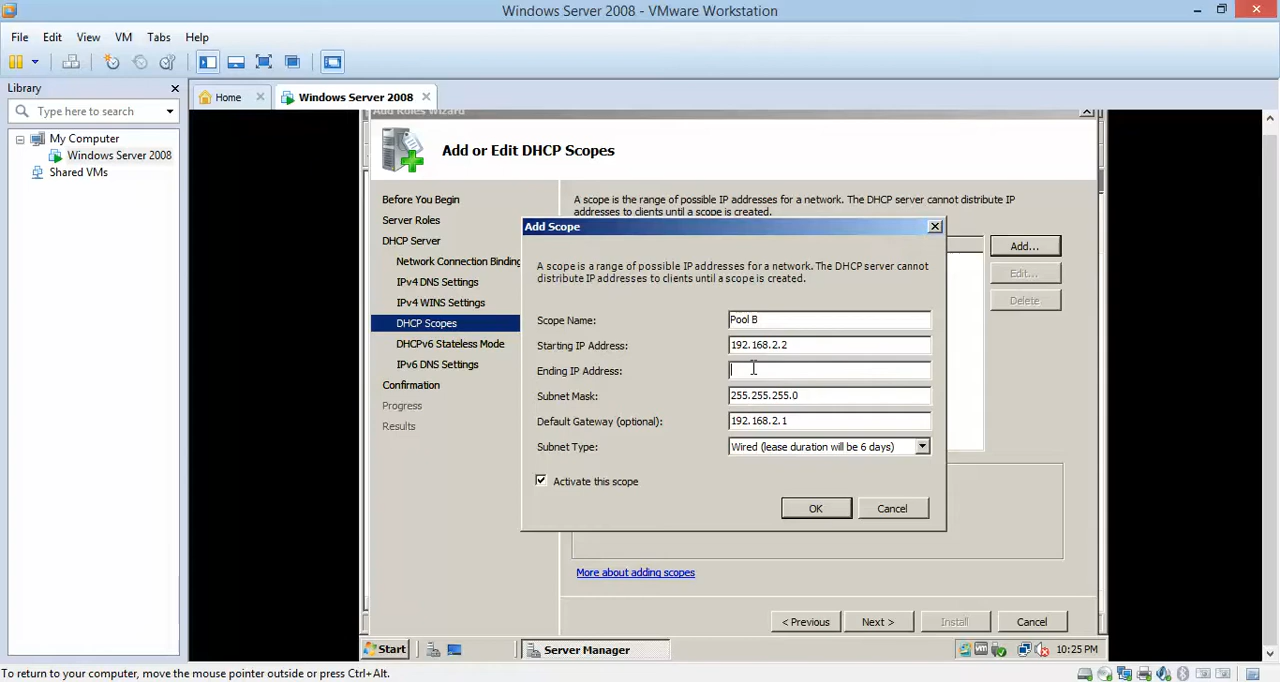 Windows Server 2008 - VMware Workstation
File Edit View VM Tabs Help
Library
Type here to search
My Computer
Windows Server 2008
Shared VMs
Home
Windows Server 2008
Add Roles Wizard
Add or Edit DHCP Scopes
Before You Begin
Server Roles
DHCP Server
Network Connection Binding
IPv4 DNS Settings
IPv4 WINS Settings
DHCP Scopes
DHCPv6 Stateless Mode
IPv6 DNS Settings
Confirmation
Progress
Results
A scope is the range of possible IP addresses for a network. The DHCP server cannot distribute IP
addresses to clients until a scope is created.
Add...
Edit...
Delete
Add Scope
A scope is a range of possible IP addresses for a network. The DHCP server cannot
distribute IP addresses to clients until a scope is created.
Scope Name: Pool B
Starting IP Address: 192.168.2.2
Ending IP Address:
Subnet Mask: 255.255.255.0
Default Gateway (optional): 192.168.2.1
Subnet Type: Wired (lease duration will be 6 days)
Activate this scope
OK Cancel
More about adding scopes
< Previous Next > Install Cancel
Start
Server Manager
10:25 PM
To return to your computer, move the mouse pointer outside or press Ctrl+Alt.